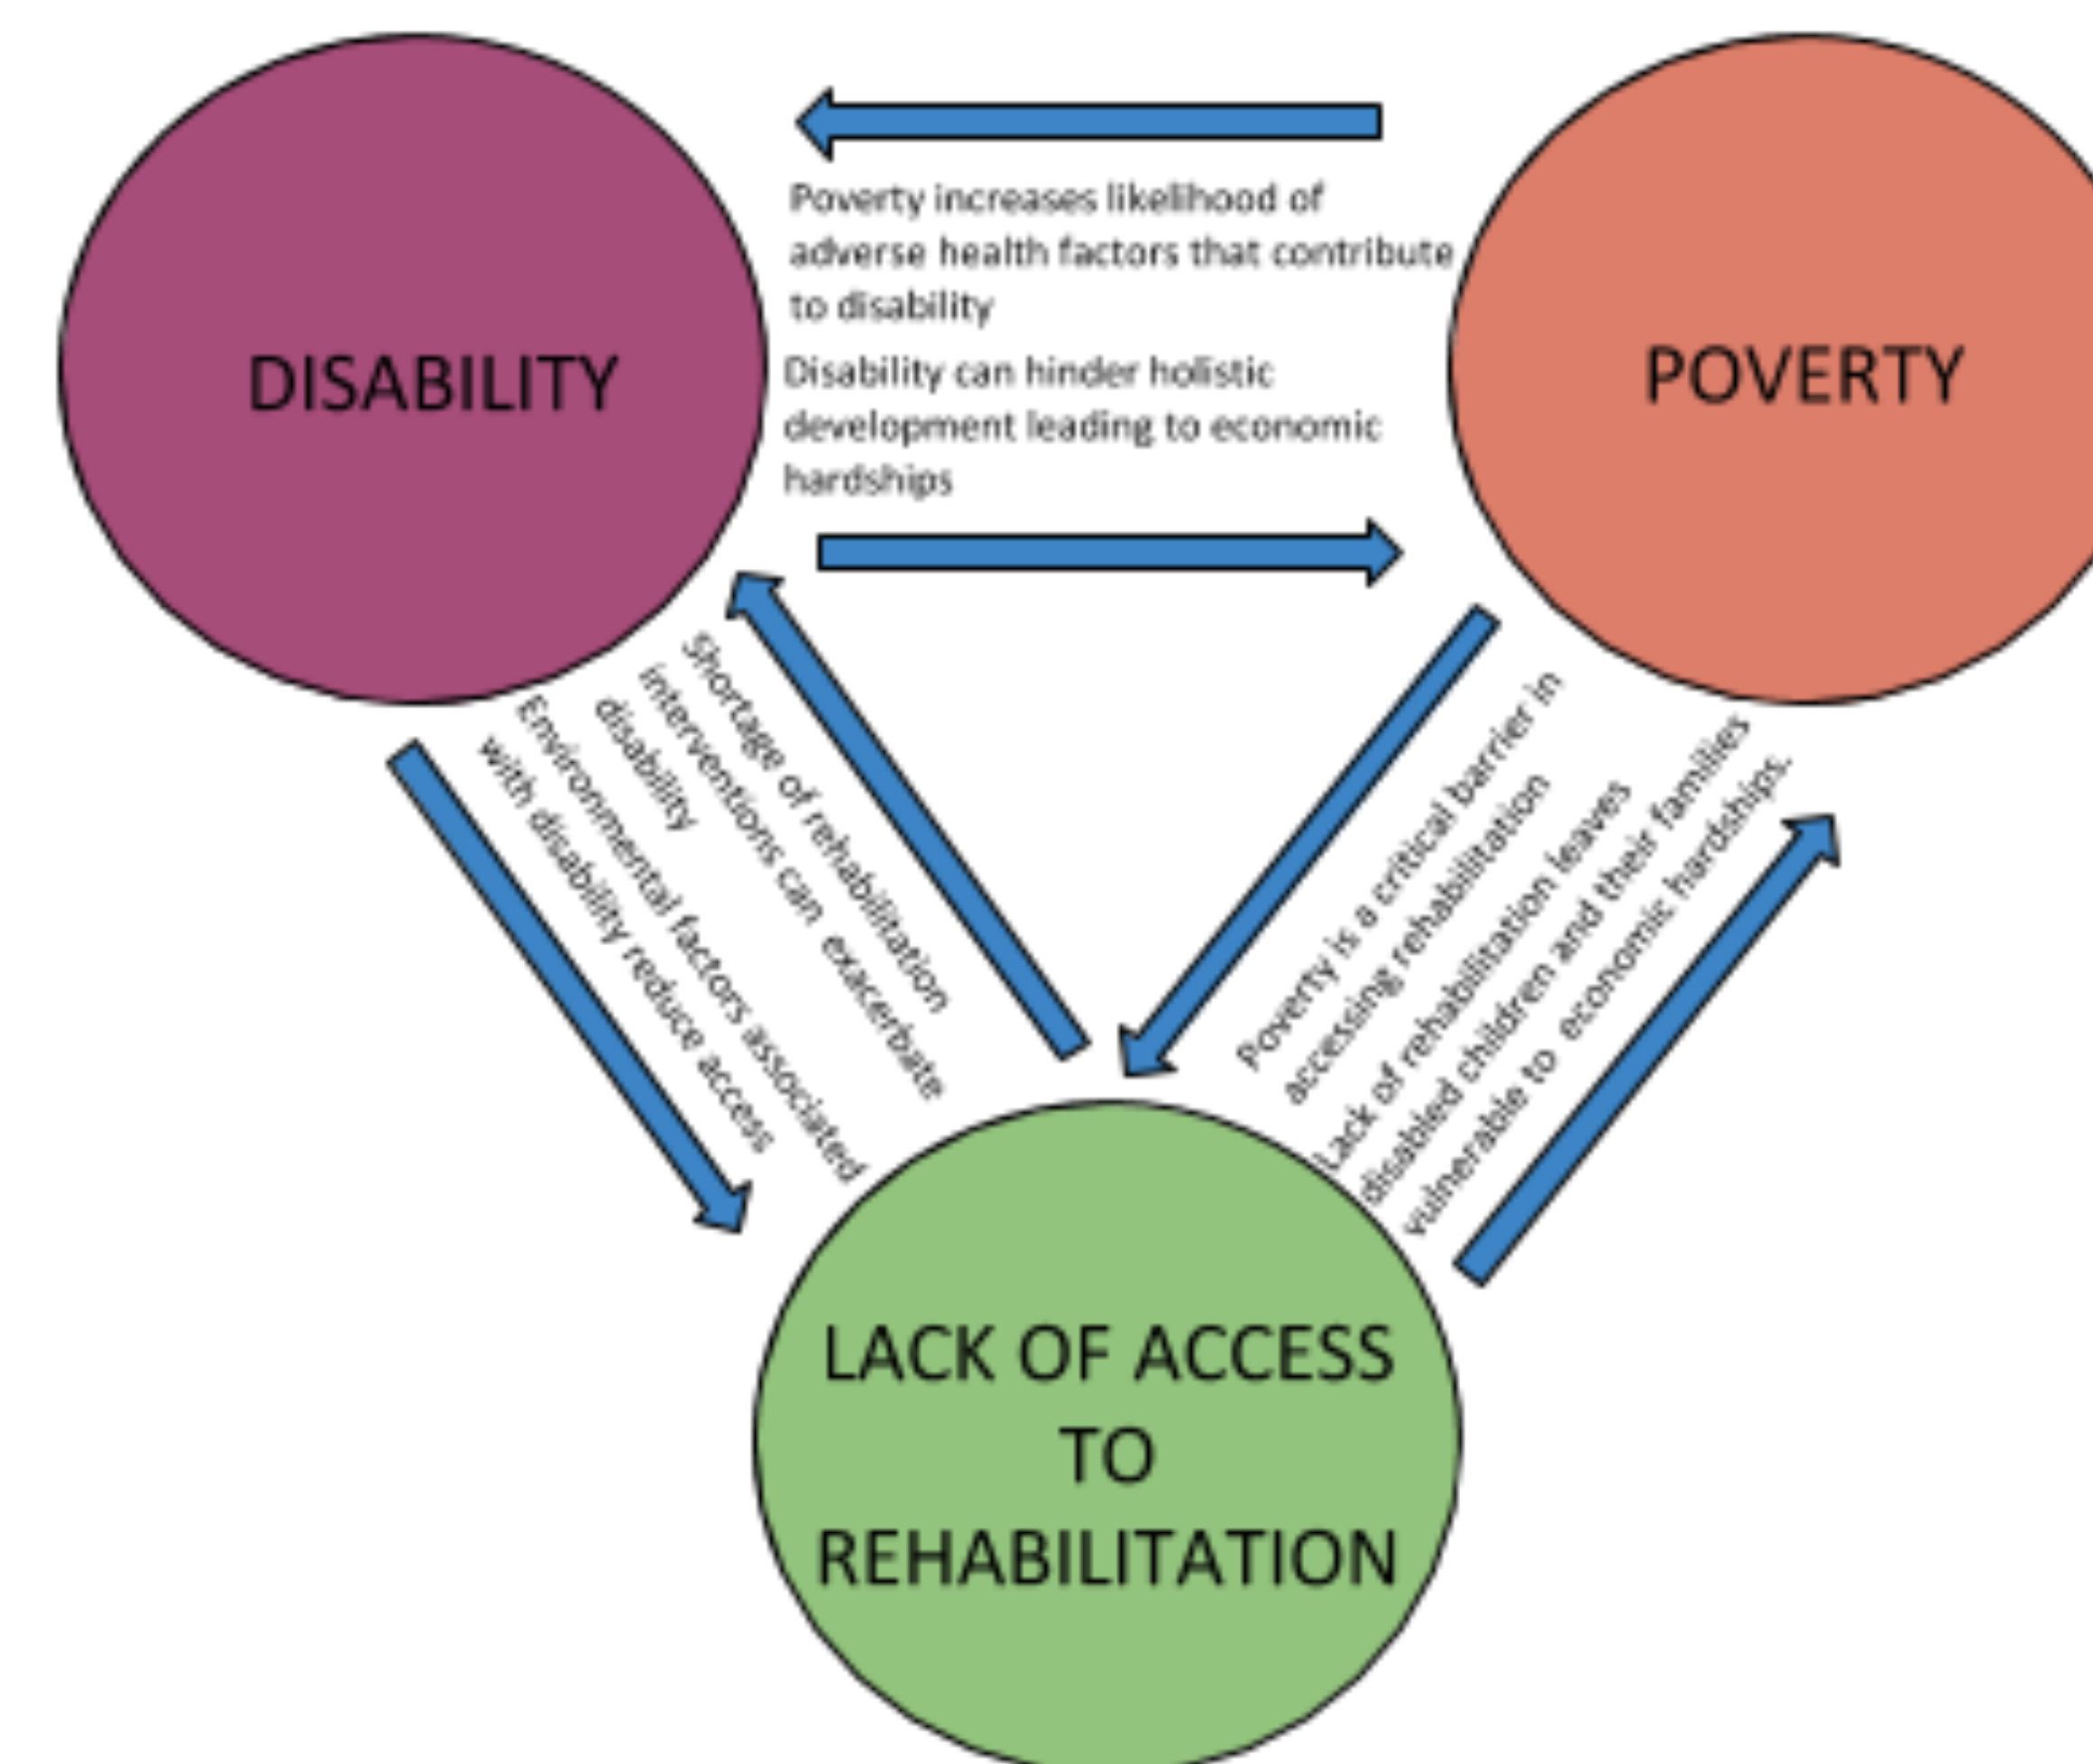 DISABILITY
POVERTY
Poverty increases likelihood of
adverse health factors that contribute
to disability
Disability can hinder holistic
development leading to economic
hardships
Shortage of rehabilitation
interventions can exacerbate
disability
Environmental factors associated
with disability reduce access
Poverty is a critical barrier in
accessing rehabilitation
Lack of rehabilitation leaves
disabled children and their families
vulnerable to economic hardships.
LACK OF ACCESS
TO
REHABILITATION